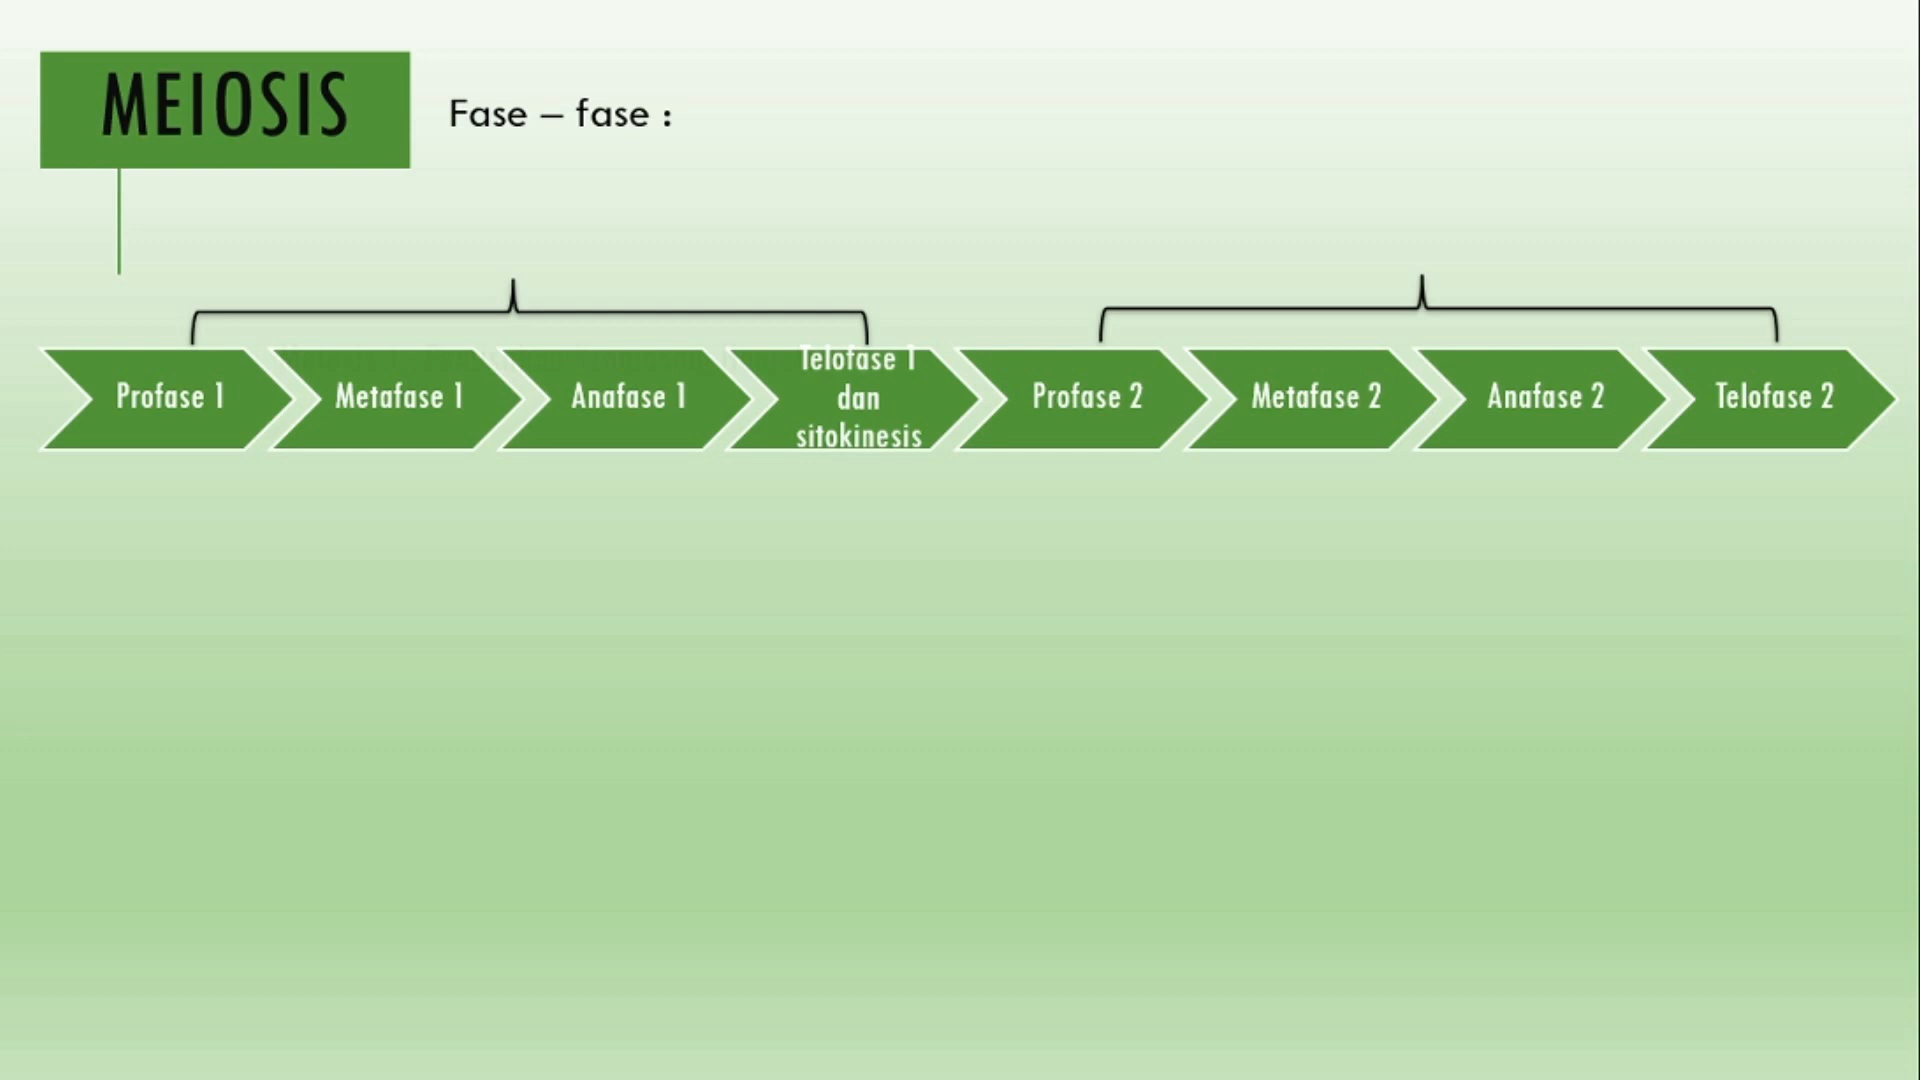 MEIOSIS
Fase – fase :
Profase 1
Metafase 1
Anafase 1
Telofase 1
dan
sitokinesis
Profase 2
Metafase 2
Anafase 2
Telofase 2